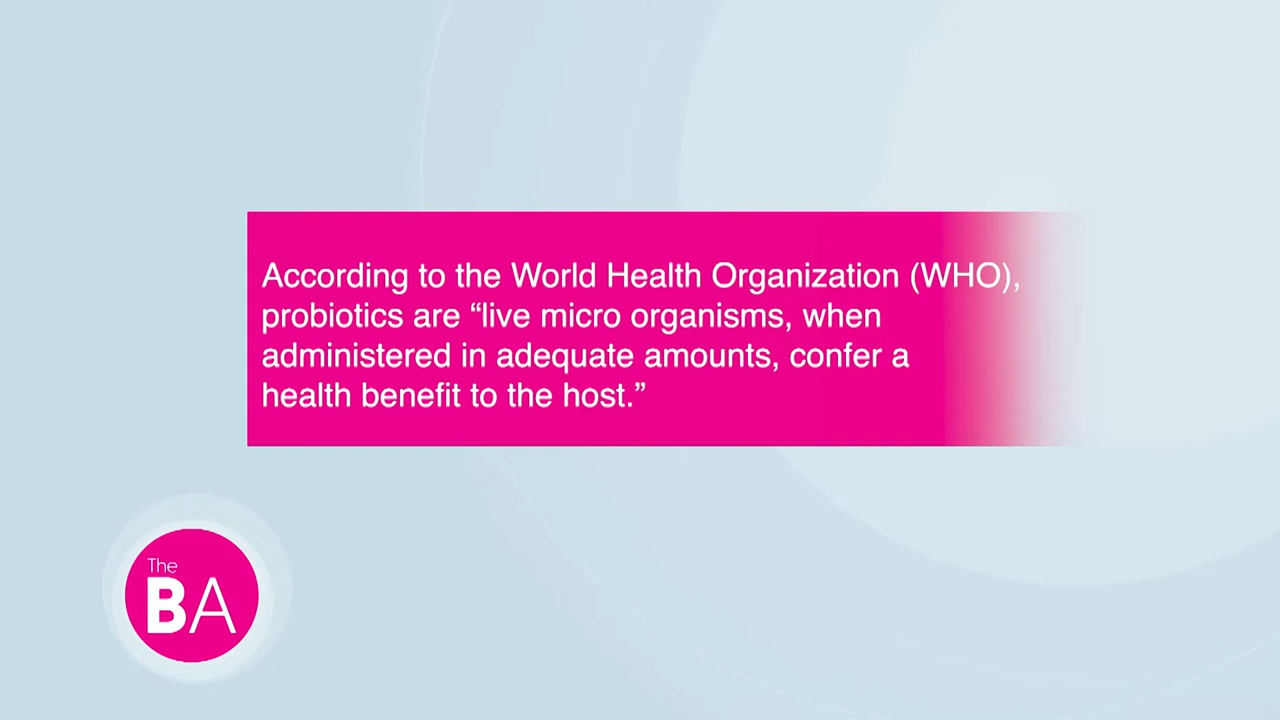 According to the World Health Organization (WHO),
probiotics are “live micro organisms, when
administered in adequate amounts, confer a
health benefit to the host.”
The
BA